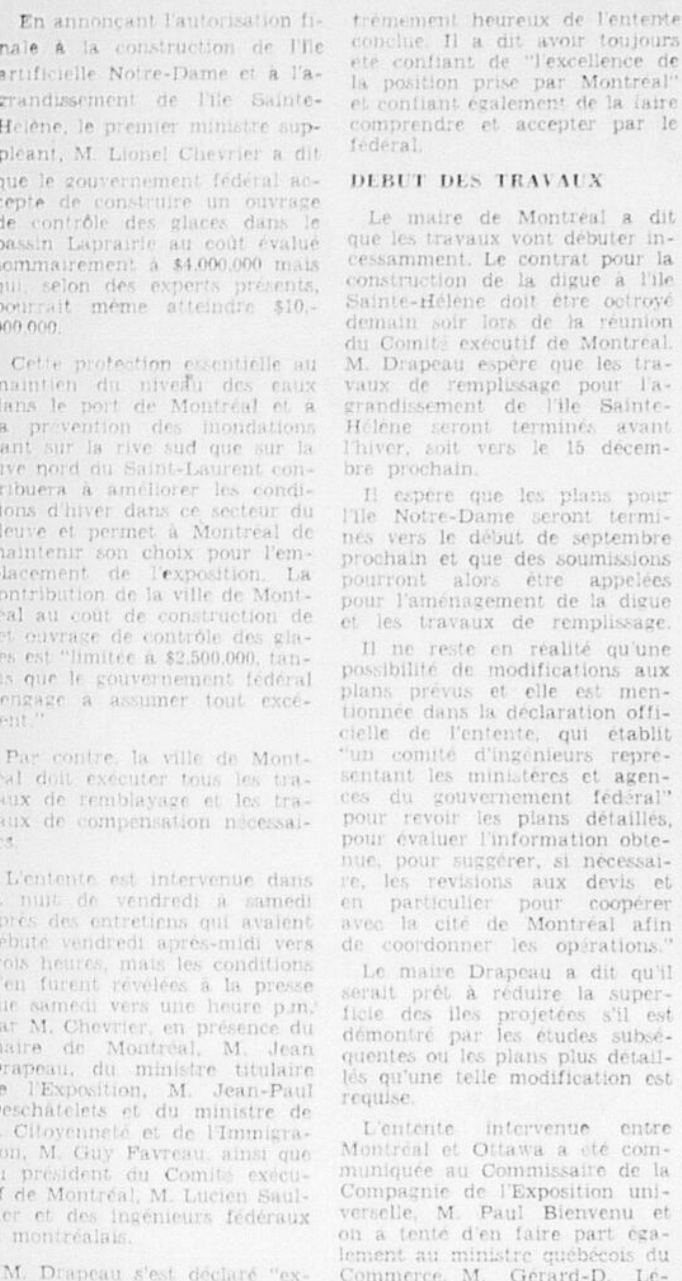 En annonçant l'autorisation fi-
nale à la construction de l'île
artificielle Notre-Dame et à l'a-
grandissement de l'île Sainte-
Hélène, le premier ministre sup-
pléant, M. Lionel Chevrier a dit
que le gouvernement fédéral ac-
cepte de construire un ouvrage
de contrôle des glaces dans le
bassin Laprairie au coût évalué
sommairement à $4,000,000 mais
qui, selon des experts présents,
pourrait même atteindre $10,-
000,000.
Cette protection essentielle au
maintien du niveau des eaux
dans le port de Montréal et a
la prévention des inondations
tant sur la rive sud que sur la
rive nord du Saint-Laurent con-
tribuera à améliorer les condi-
tions d'hiver dans ce secteur du
fleuve et permet à Montréal de
maintenir son choix pour l'em-
placement de l'exposition. La
contribution de la ville de Mont-
réal au coût de construction de
cet ouvrage de contrôle des gla-
ces est "limitée à $2,500,000, tan-
dis que le gouvernement fédéral
s'engage a assumer tout excé-
dent."
Par contre, la ville de Mont-
réal doit exécuter tous les tra-
vaux de remblayage et les tra-
vaux de compensation nécessai-
res.
L'entente est intervenue dans
la nuit de vendredi à samedi
après des entretiens qui avaient
débuté vendredi après-midi vers
trois heures, mais les conditions
n'en furent révélées à la presse
que samedi vers une heure p.m.
par M. Chevrier, en présence du
maire de Montréal, M. Jean
Drapeau, du ministre titulaire
de l'Exposition, M. Jean-Paul
Deschâtelets et du ministre de
la Citoyenneté et de l'Immigra-
tion, M. Guy Favreau, ainsi que
du président du Comité exécu-
tif de Montréal, M. Lucien Saul-
nier et des ingénieurs fédéraux
et montréalais.
M. Drapeau s'est déclaré "ex-
trêmement heureux de l'entente
conclue. Il a dit avoir toujours
été confiant de "l'excellence de
la position prise par Montréal"
et confiant également de la faire
comprendre et accepter par le
fédéral.
DEBUT DES TRAVAUX
Le maire de Montréal a dit
que les travaux vont débuter in-
cessamment. Le contrat pour la
construction de la digue à l'île
Sainte-Hélène doit être octroyé
demain soir lors de la réunion
du Comité exécutif de Montréal.
M. Drapeau espère que les tra-
vaux de remplissage pour l'a-
grandissement de l'île Sainte-
Hélène seront terminés avant
l'hiver, soit vers le 15 décem-
bre prochain.
Il espère que les plans pour
l'île Notre-Dame seront termi-
nés vers le début de septembre
prochain et que des soumissions
pourront alors être appelées
pour l'aménagement de la digue
et les travaux de remplissage.
Il ne reste en réalité qu'une
possibilité de modifications aux
plans prévus et elle est men-
tionnée dans la déclaration offi-
cielle de l'entente, qui établit
"un comité d'ingénieurs repré-
sentant les ministères et agen-
ces du gouvernement fédéral"
pour revoir les plans détaillés,
pour évaluer l'information obte-
nue, pour suggérer, si nécessai-
re, les revisions aux devis et
en particulier pour coopérer
avec la cité de Montréal afin
de coordonner les opérations."
Le maire Drapeau a dit qu'il
serait prêt à réduire la super-
ficie des îles projetées s'il est
démontré par les études subsé-
quentes ou les plans plus détail-
lés qu'une telle modification est
requise.
L'entente intervenue entre
Montréal et Ottawa a été com-
muniquée au Commissaire de la
Compagnie de l'Exposition uni-
verselle, M. Paul Bienvenu et
on a tenté d'en faire part éga-
lement au ministre québécois du
Commerce, M. Gérard-D. Lé-